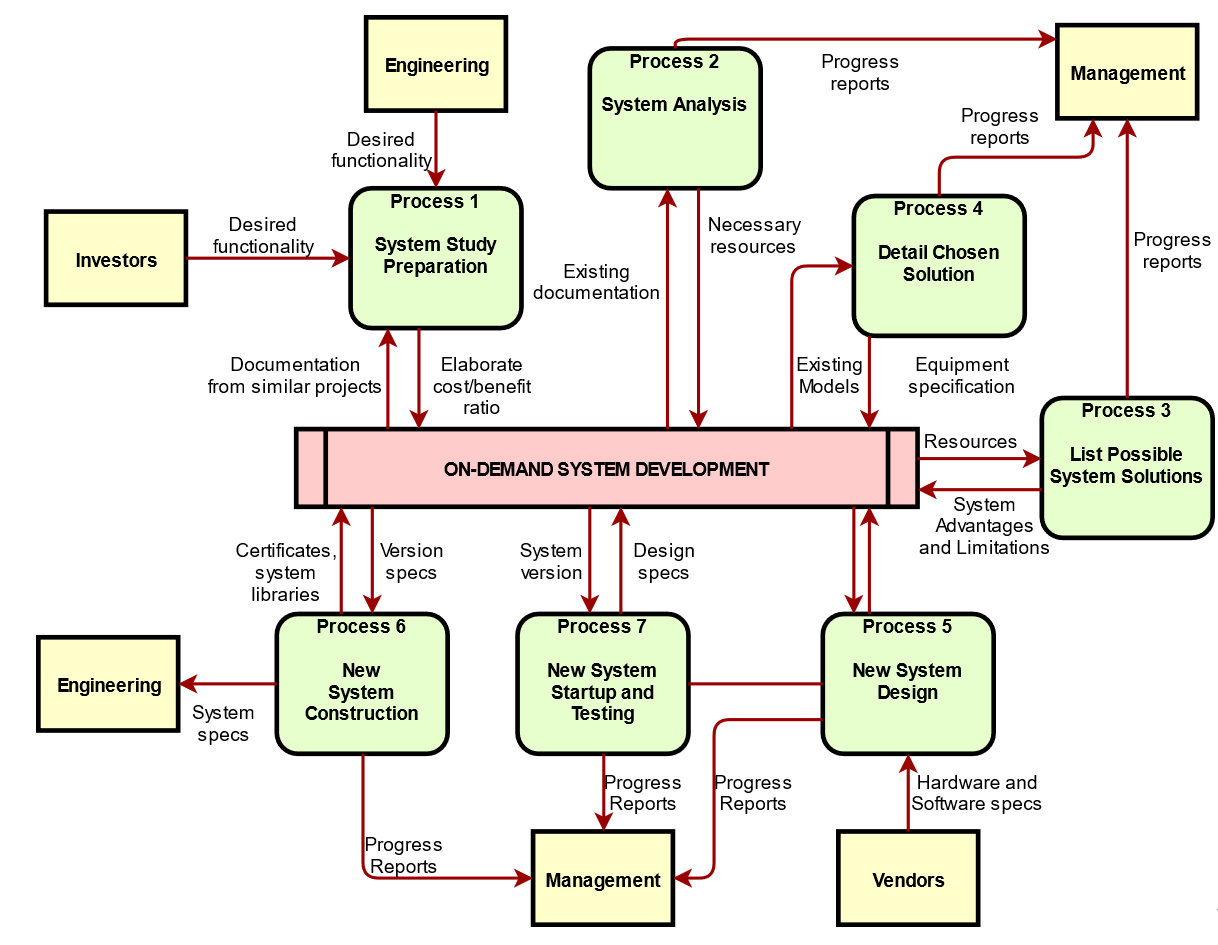 Engineering
Process 2
System Analysis
Management
Progress
reports
Progress
reports
Desired
functionality
Process 1
System Study
Preparation
Process 4
Detail Chosen
Solution
Investors
Desired
functionality
Necessary
resources
Progress
reports
Existing
documentation
Documentation
from similar projects
Elaborate
cost/benefit
ratio
Existing
Models
Equipment
specification
Process 3
List Possible
System Solutions
ON-DEMAND SYSTEM DEVELOPMENT
Resources
System
Advantages
and Limitations
Certificates,
system
libraries
Version
specs
System
version
Design
specs
Process 6
New
System
Construction
Process 7
New System
Startup and
Testing
Process 5
New System
Design
Engineering
System
specs
Progress
Reports
Progress
Reports
Hardware and
Software specs
Progress
Reports
Management
Vendors